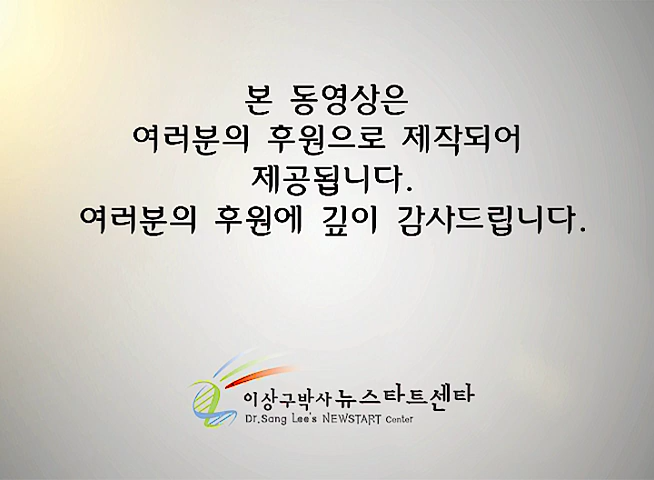 본 동영상은
여러분의 후원으로 제작되어
제공됩니다.
여러분의 후원에 깊이 감사드립니다.
이상구박사 뉴스타트센타
Dr.Sang Lee's NEWSTART Center